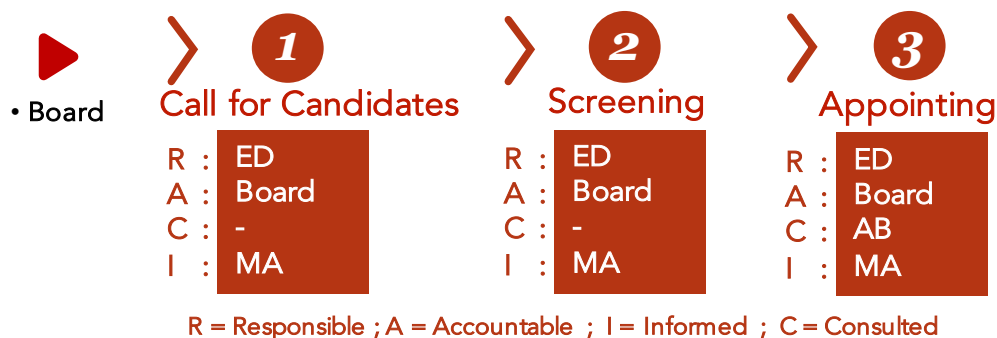 • Board
1
Call for Candidates
R : ED
A : Board
C : -
I : MA
2
Screening
R : ED
A : Board
C : -
I : MA
3
Appointing
R : ED
A : Board
C : AB
I : MA
R = Responsible ; A = Accountable ; I = Informed ; C = Consulted